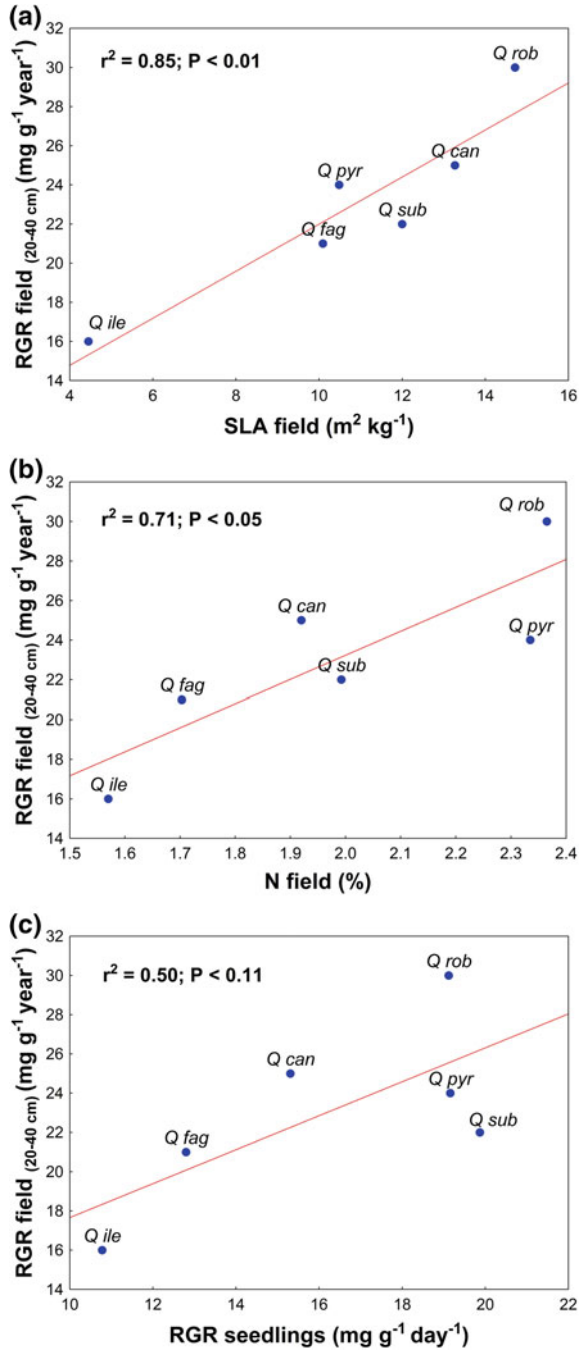 (a)
r² = 0.85; P < 0.01
RGR field (20-40 cm) (mg g⁻¹ year⁻¹)
32
30
28
26
24
22
20
18
16
14
Q rob
Q can
Q pyr
Q sub
Q fag
Q ile
4 6 8 10 12 14 16
SLA field (m² kg⁻¹)
(b)
r² = 0.71; P < 0.05
RGR field (20-40 cm) (mg g⁻¹ year⁻¹)
32
30
28
26
24
22
20
18
16
14
Q rob
Q can
Q pyr
Q sub
Q fag
Q ile
1.5 1.6 1.7 1.8 1.9 2.0 2.1 2.2 2.3 2.4
N field (%)
(c)
r² = 0.50; P < 0.11
RGR field (20-40 cm) (mg g⁻¹ year⁻¹)
32
30
28
26
24
22
20
18
16
14
Q rob
Q can
Q pyr
Q sub
Q fag
Q ile
10 12 14 16 18 20 22
RGR seedlings (mg g⁻¹ day⁻¹)